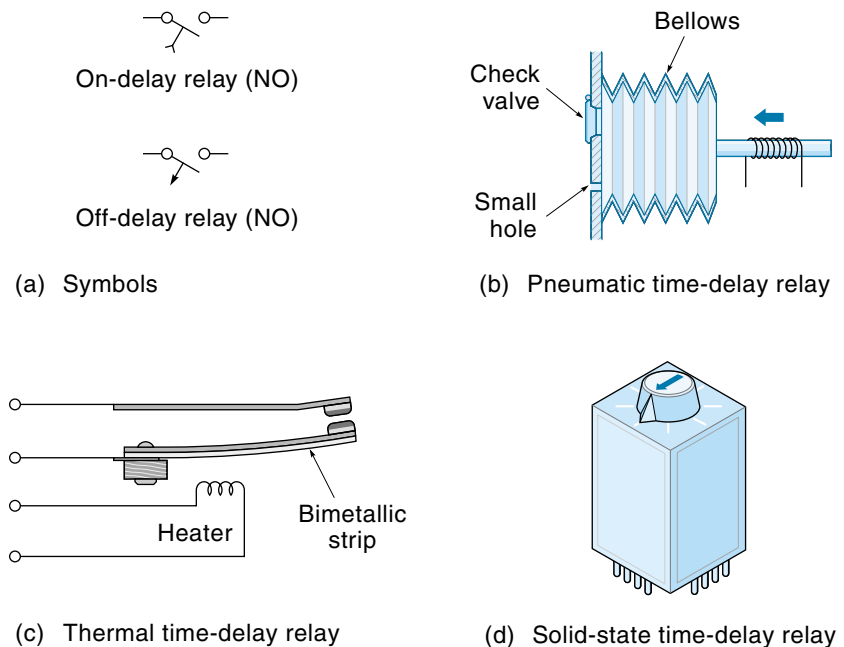 On-delay relay (NO)
Off-delay relay (NO)
(a) Symbols
Bellows
Check
valve
Small
hole
(b) Pneumatic time-delay relay
Heater
Bimetallic
strip
(c) Thermal time-delay relay
(d) Solid-state time-delay relay